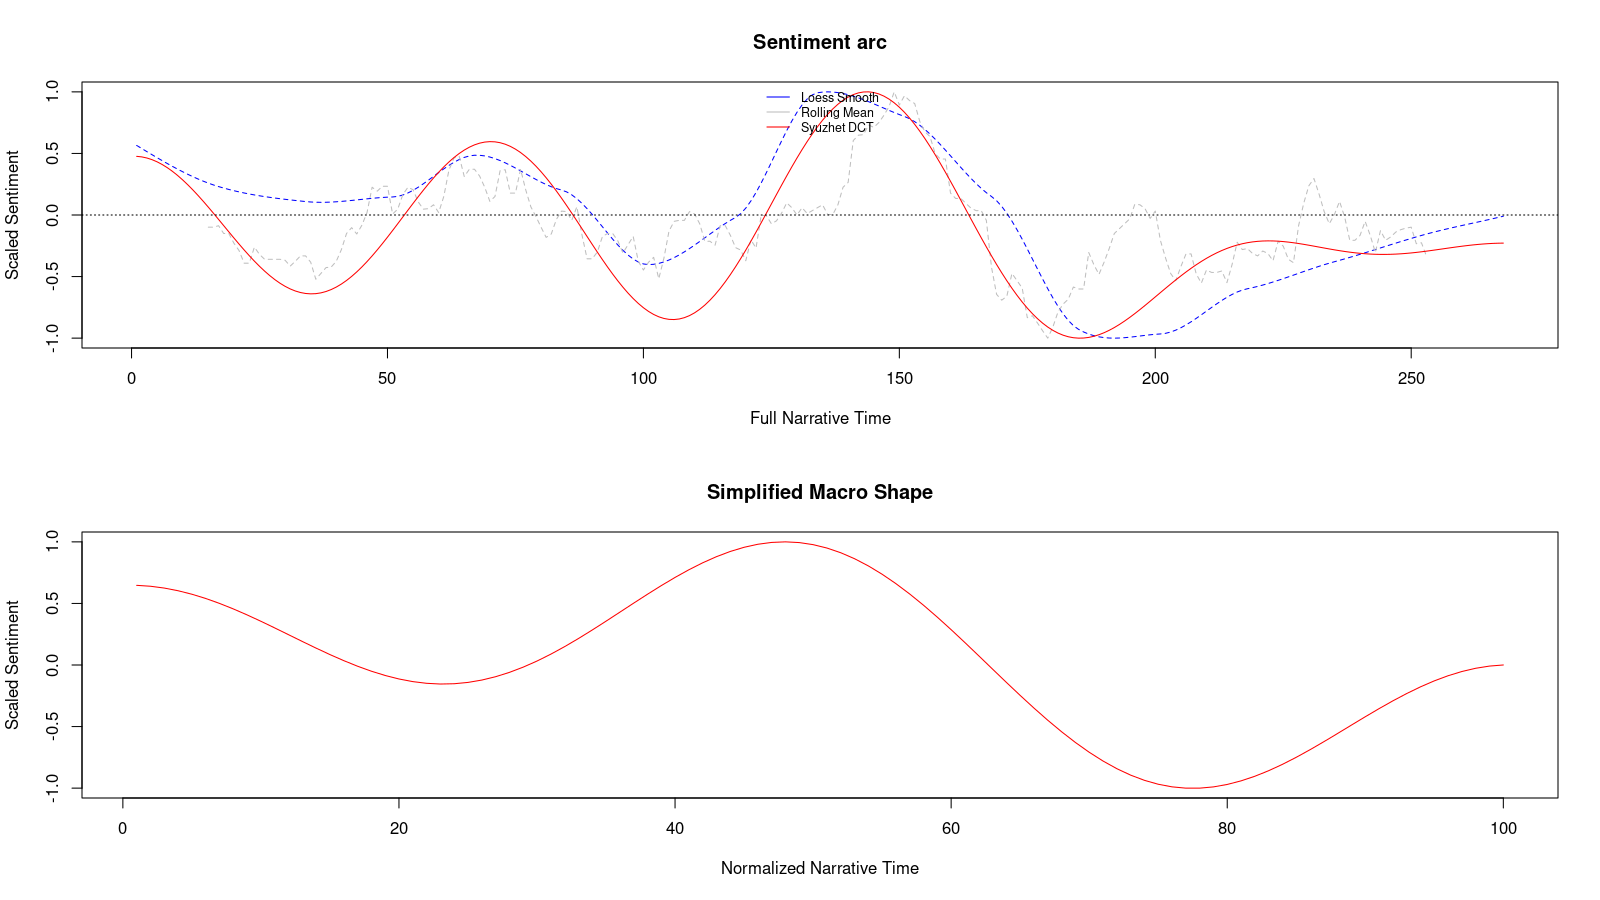 Sentiment arc
Scaled Sentiment
1.0
0.5
0.0
-0.5
-1.0
Loess Smooth
Rolling Mean
Syuzhet DCT
0 50 100 150 200 250
Full Narrative Time
Simplified Macro Shape
Scaled Sentiment
1.0
0.5
0.0
-0.5
-1.0
0 20 40 60 80 100
Normalized Narrative Time